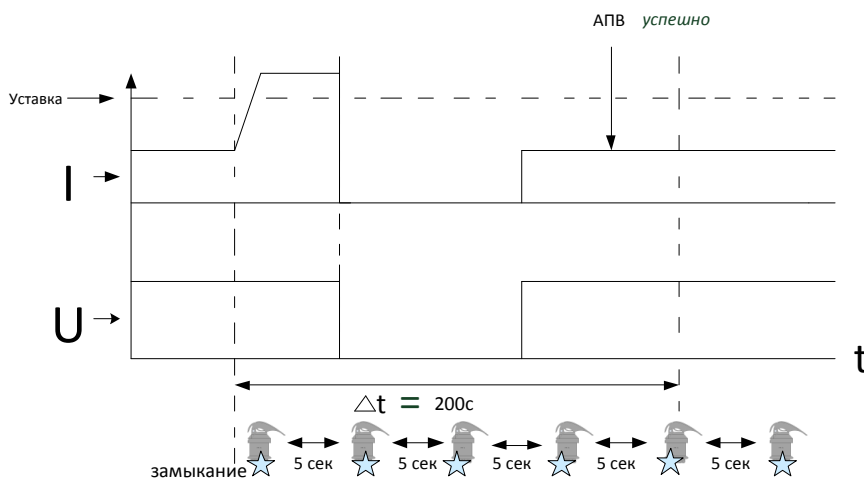 АПВ успешно
Уставка
I
U
t
△t = 200с
замыкание 5 сек 5 сек 5 сек 5 сек 5 сек